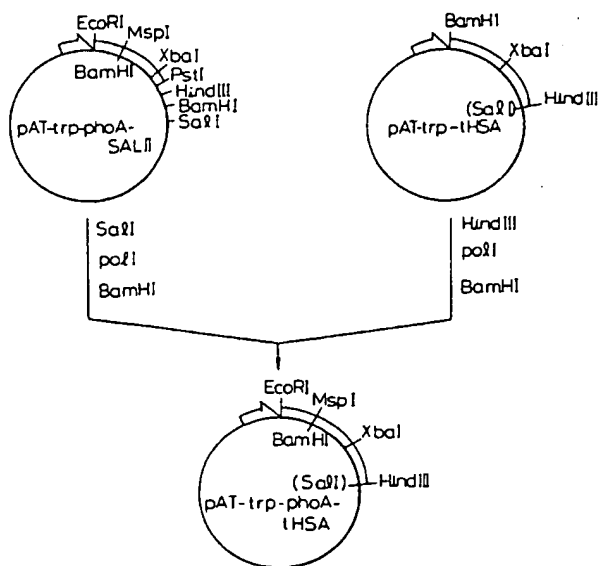 EcoRI
MspI
BamHI
XbaI
PstI
HindIII
BamHI
SalI
pAT-trp-phoA-
SALII
BamHI
XbaI
(SalI)
HindIII
pAT-trp-tHSA
SalI
polI
BamHI
HindIII
polI
BamHI
EcoRI
MspI
BamHI
XbaI
(SalI)
HindIII
pAT-trp-phoA-
tHSA